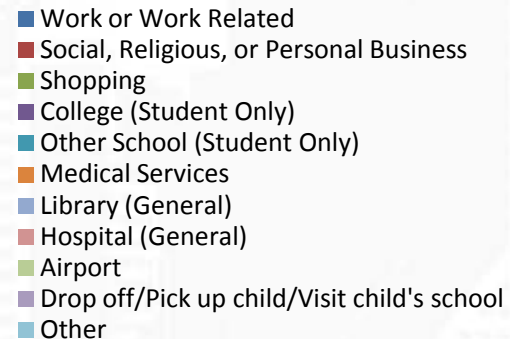 Work or Work Related
Social, Religious, or Personal Business
Shopping
College (Student Only)
Other School (Student Only)
Medical Services
Library (General)
Hospital (General)
Airport
Drop off/Pick up child/Visit child's school
Other